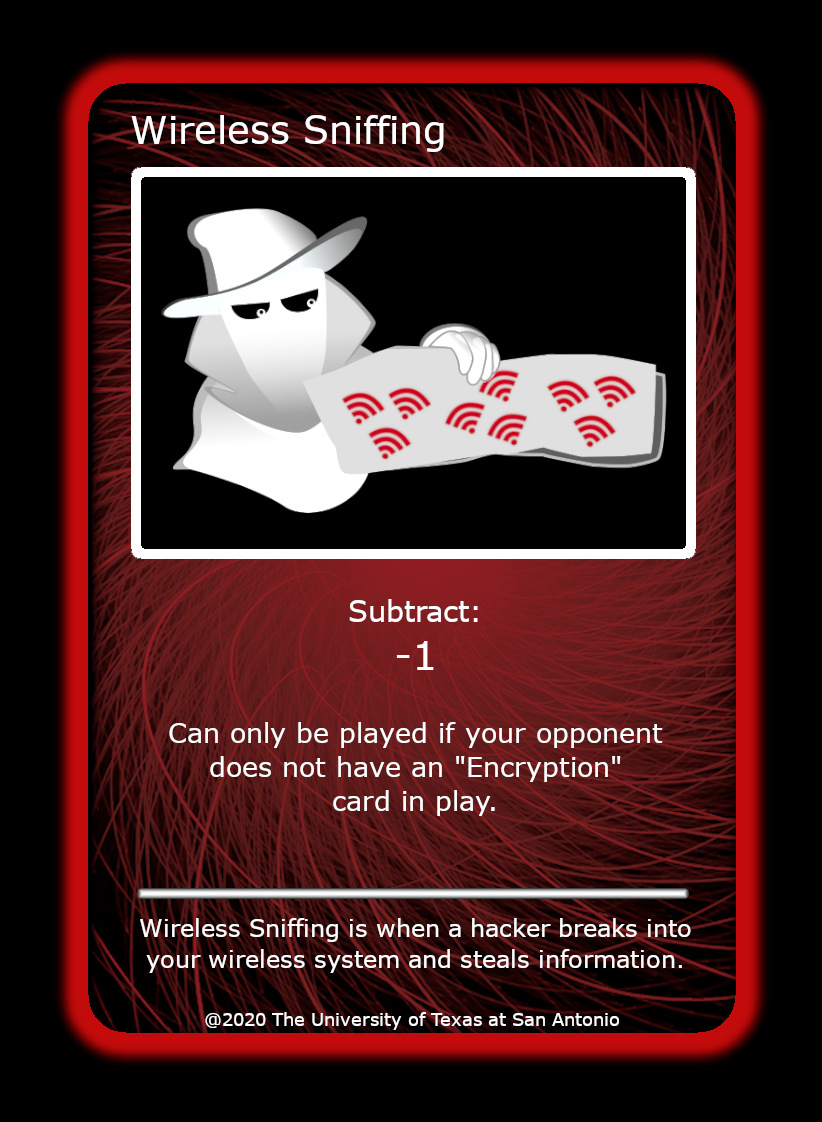 Wireless Sniffing
Subtract:
-1
Can only be played if your opponent
does not have an "Encryption"
card in play.
Wireless Sniffing is when a hacker breaks into
your wireless system and steals information.
@2020 The University of Texas at San Antonio